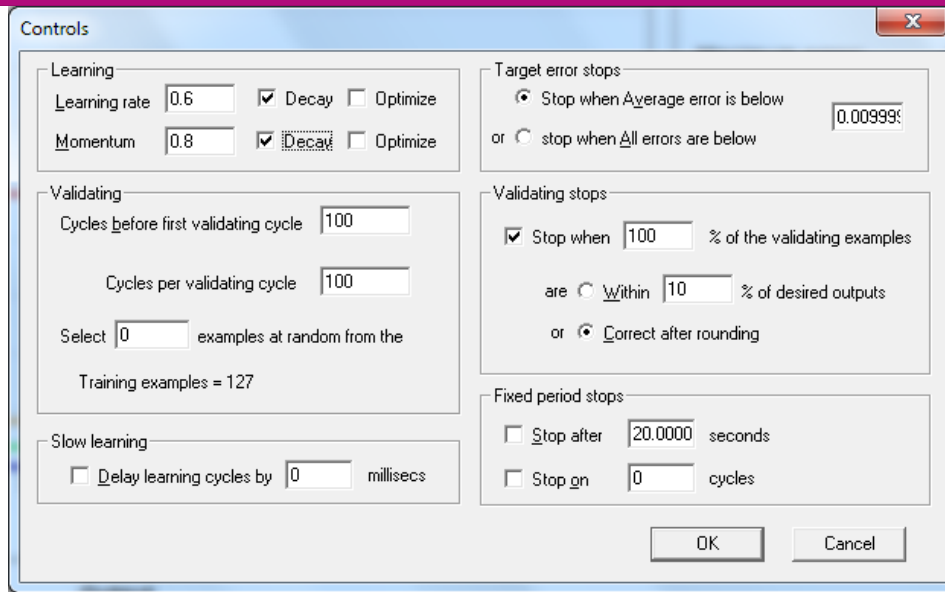 Controls
Learning
Learning rate 0.6 Decay Optimize
Momentum 0.8 Decay Optimize
Validating
Cycles before first validating cycle 100
Cycles per validating cycle 100
Select 0 examples at random from the
Training examples = 127
Slow learning
Delay learning cycles by 0 millisecs
Target error stops
Stop when Average error is below
0.00999
or stop when All errors are below
Validating stops
Stop when 100 % of the validating examples
are Within 10 % of desired outputs
or Correct after rounding
Fixed period stops
Stop after 20.0000 seconds
Stop on 0 cycles
OK Cancel